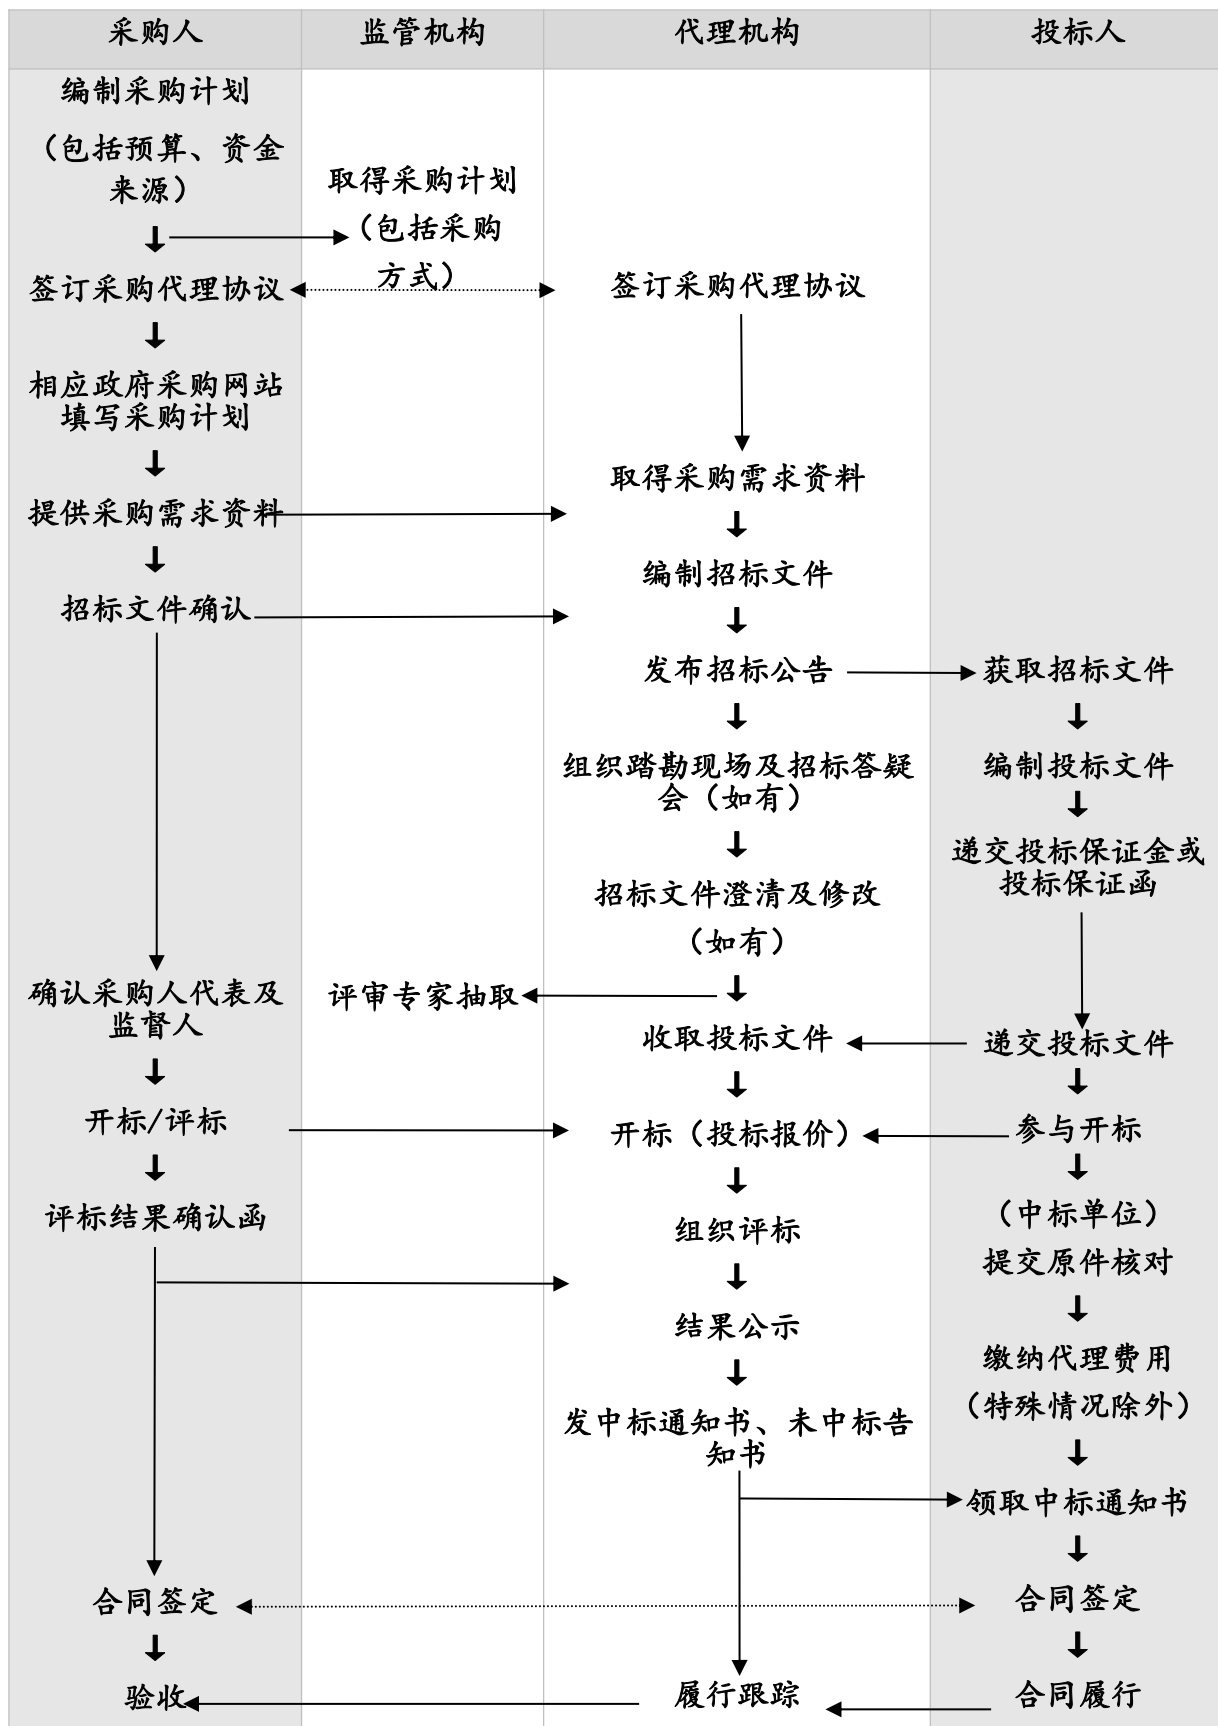 采购人
监管机构
代理机构
投标人
编制采购计划
（包括预算、资金
来源）
签订采购代理协议
相应政府采购网站
填写采购计划
提供采购需求资料
招标文件确认
确认采购人代表及
监督人
开标/评标
评标结果确认函
合同签定
验收
取得采购计划
（包括采购
方式）
评审专家抽取
签订采购代理协议
取得采购需求资料
编制招标文件
发布招标公告
组织踏勘现场及招标答疑
会（如有）
招标文件澄清及修改
（如有）
收取投标文件
开标（投标报价）
组织评标
结果公示
发中标通知书、未中标告
知书
履行跟踪
获取招标文件
编制投标文件
递交投标保证金或
投标保证函
递交投标文件
参与开标
（中标单位）
提交原件核对
缴纳代理费用
（特殊情况除外）
领取中标通知书
合同签定
合同履行